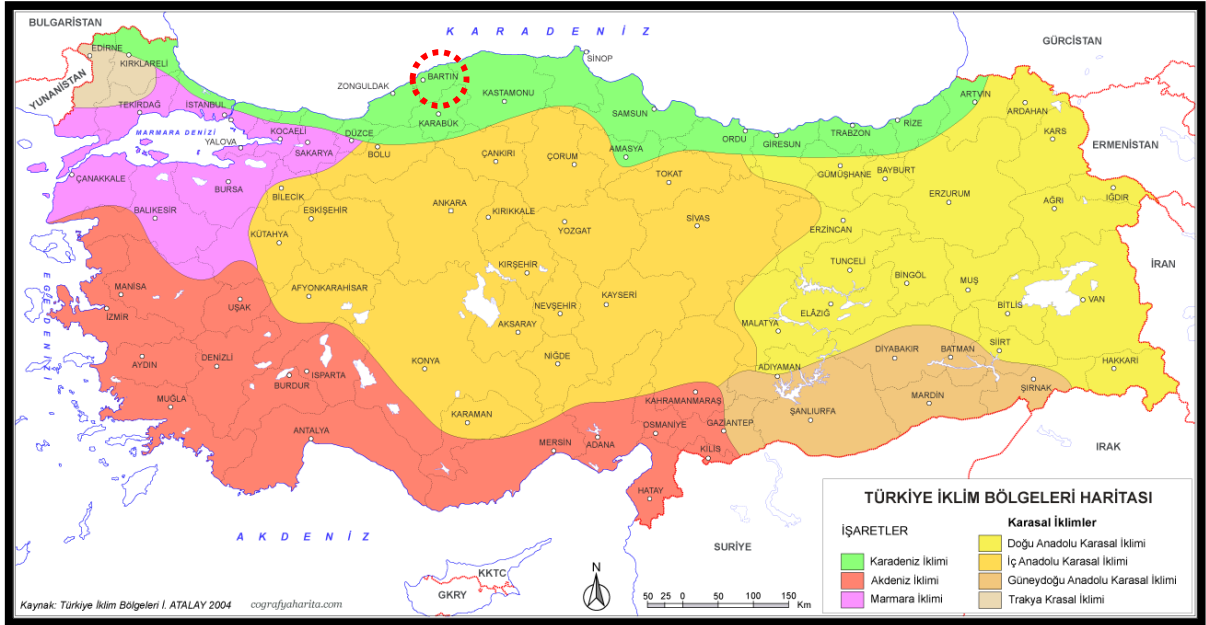 BULGARİSTAN
K A R A D E N İ Z
GÜRCİSTAN
EDİRNE
KIRKLARELİ
SİNOP
BARTIN
ZONGULDAK
KASTAMONU
YUNANİSTAN
TEKİRDAĞ
İSTANBUL
KARABÜK
SAMSUN
ARTVIN
ARDAHAN
RİZE
TRABZON
ORDU
GİRESUN
KARS
MARMARA DENİZİ
KOCAELİ
YALOVA
SAKARYA
DÜZCE
BOLU
ÇANKIRI
ÇORUM
AMASYA
ERMENİSTAN
ÇANAKKALE
BURSA
BİLECİK
TOKAT
GÜMÜŞHANE
BAYBURT
ERZURUM
AĞRI
IĞDIR
BALIKESİR
ESKİŞEHİR
ANKARA
KIRIKKALE
YOZGAT
SİVAS
ERZİNCAN
KÜTAHYA
TUNCELİ
BİNGÖL
MUŞ
İRAN
E G E D E N İ Z İ
MANISA
UŞAK
AFYONKARAHİSAR
KIRŞEHİR
NEVŞEHİR
KAYSERİ
ELÂZIĞ
BİTLİS
VAN
İZMİR
AKSARAY
MALATYA
AYDIN
DENİZLİ
ISPARTA
BURDUR
KONYA
NİĞDE
ADIYAMAN
DİYABAKIR
BATMAN
SİİRT
HAKKARİ
MUĞLA
KARAMAN
KAHRAMANMARAŞ
ŞANLIURFA
MARDİN
ŞIRNAK
ANTALYA
MERSİN
ADANA
OSMANİYE
GAZİANTEP
KİLİS
HATAY
IRAK
A K D E N İ Z
SURİYE
KKTC
GKRY
N
50 25 0 50 100 150
Km
Kaynak: Türkiye İklim Bölgeleri İ. ATALAY 2004
cografyaharita.com
TÜRKİYE İKLİM BÖLGELERİ HARİTASI
İŞARETLER
Karadeniz İklimi
Akdeniz İklimi
Marmara İklimi
Karasal İklimler
Doğu Anadolu Karasal İklimi
İç Anadolu Karasal İklimi
Güneydoğu Anadolu Karasal İklimi
Trakya Krasal İklimi